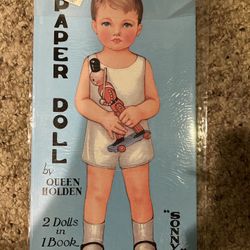 PAPER DOLL
by
QUEEN
HOLDEN
2 Dolls
in
1 Book
"SONNY"